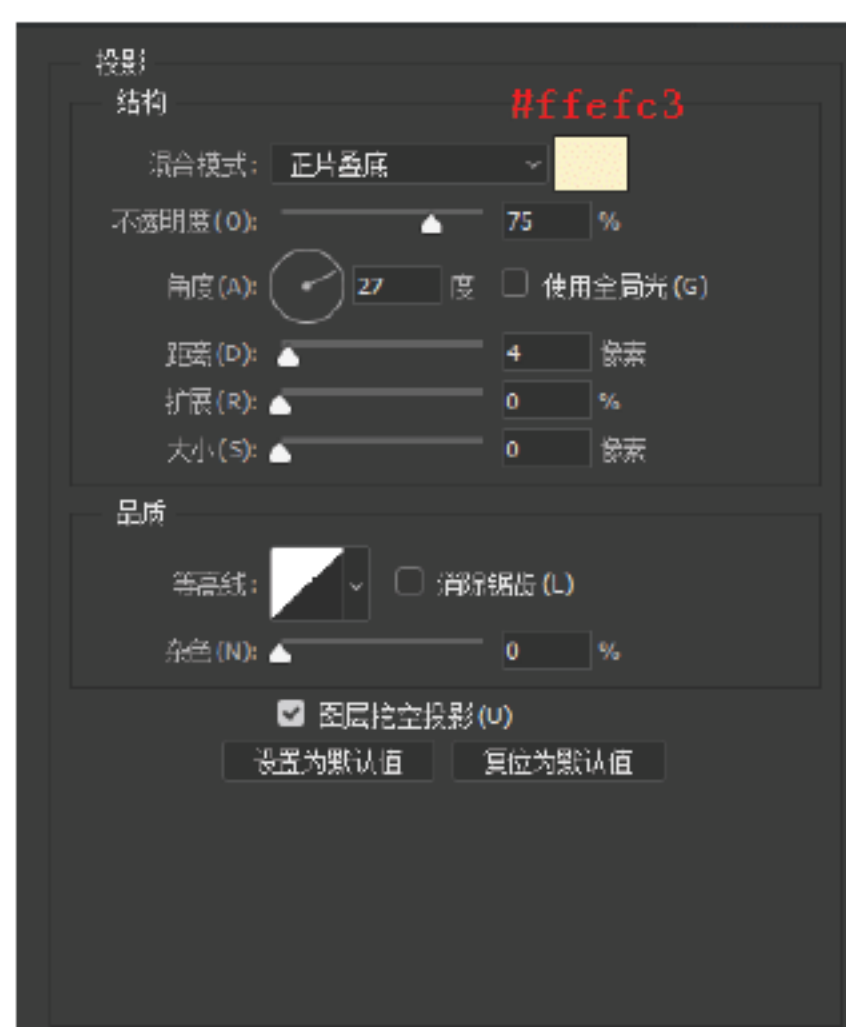 投影
结构
#ffefc3
混合模式: 正片叠底
不透明度(O): 75 %
角度(A): 27 度 使用全局光(G)
距离(D): 4 像素
扩展(R): 0 %
大小(S): 0 像素
品质
等高线: 消除锯齿(L)
杂色(N): 0 %
图层挖空投影(U)
设置为默认值 复位为默认值